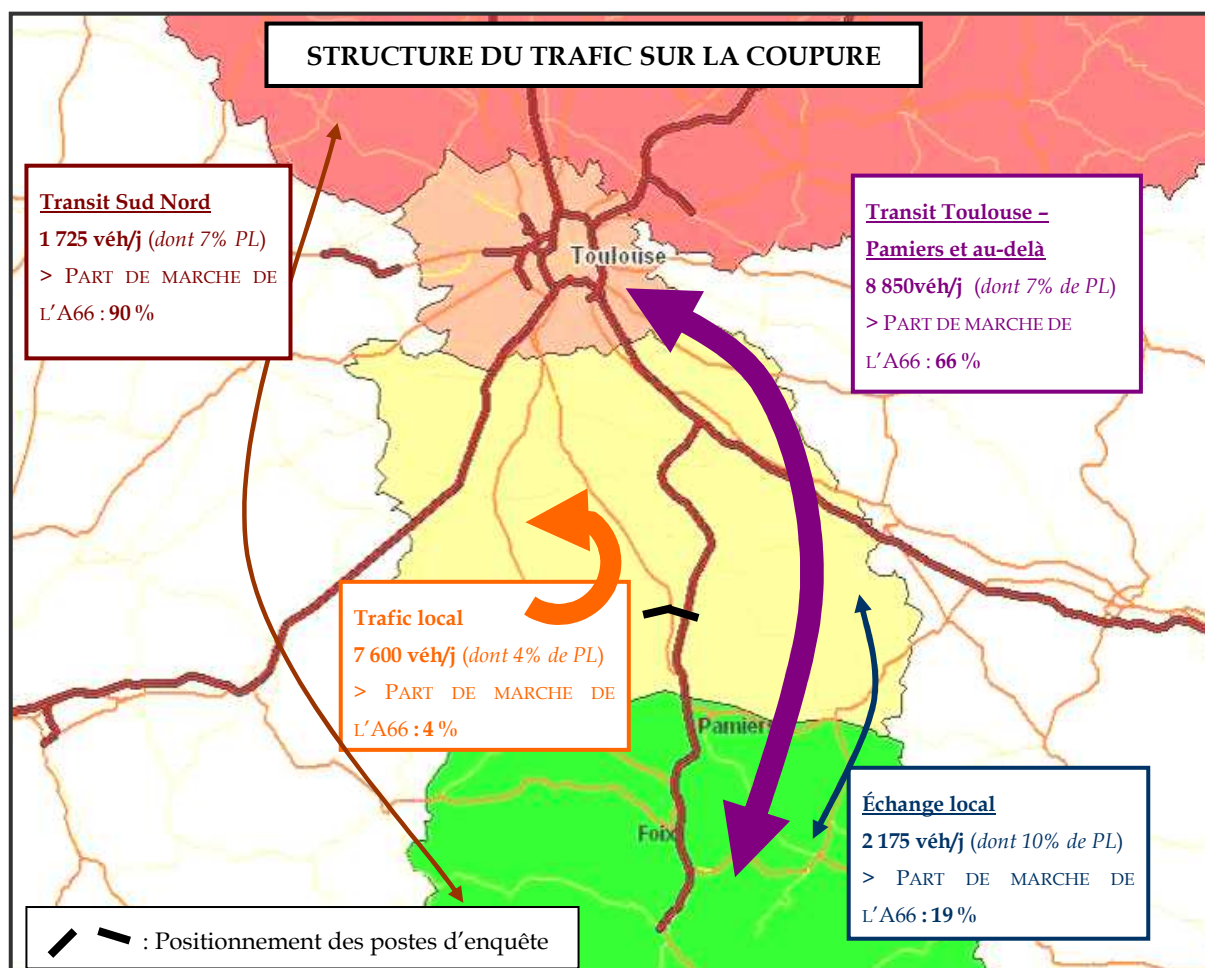 STRUCTURE DU TRAFIC SUR LA COUPURE
Transit Sud Nord
1 725 véh/j (dont 7% PL)
> PART DE MARCHE DE
L'A66 : 90 %
Toulouse
Transit Toulouse –
Pamiers et au-delà
8 850véh/j (dont 7% de PL)
> PART DE MARCHE DE
L'A66 : 66 %
Trafic local
7 600 véh/j (dont 4% de PL)
> PART DE MARCHE DE
L'A66 : 4 %
Pamiers
Foix
Échange local
2 175 véh/j (dont 10% de PL)
> PART DE MARCHE DE
L'A66 : 19 %
: Positionnement des postes d'enquête